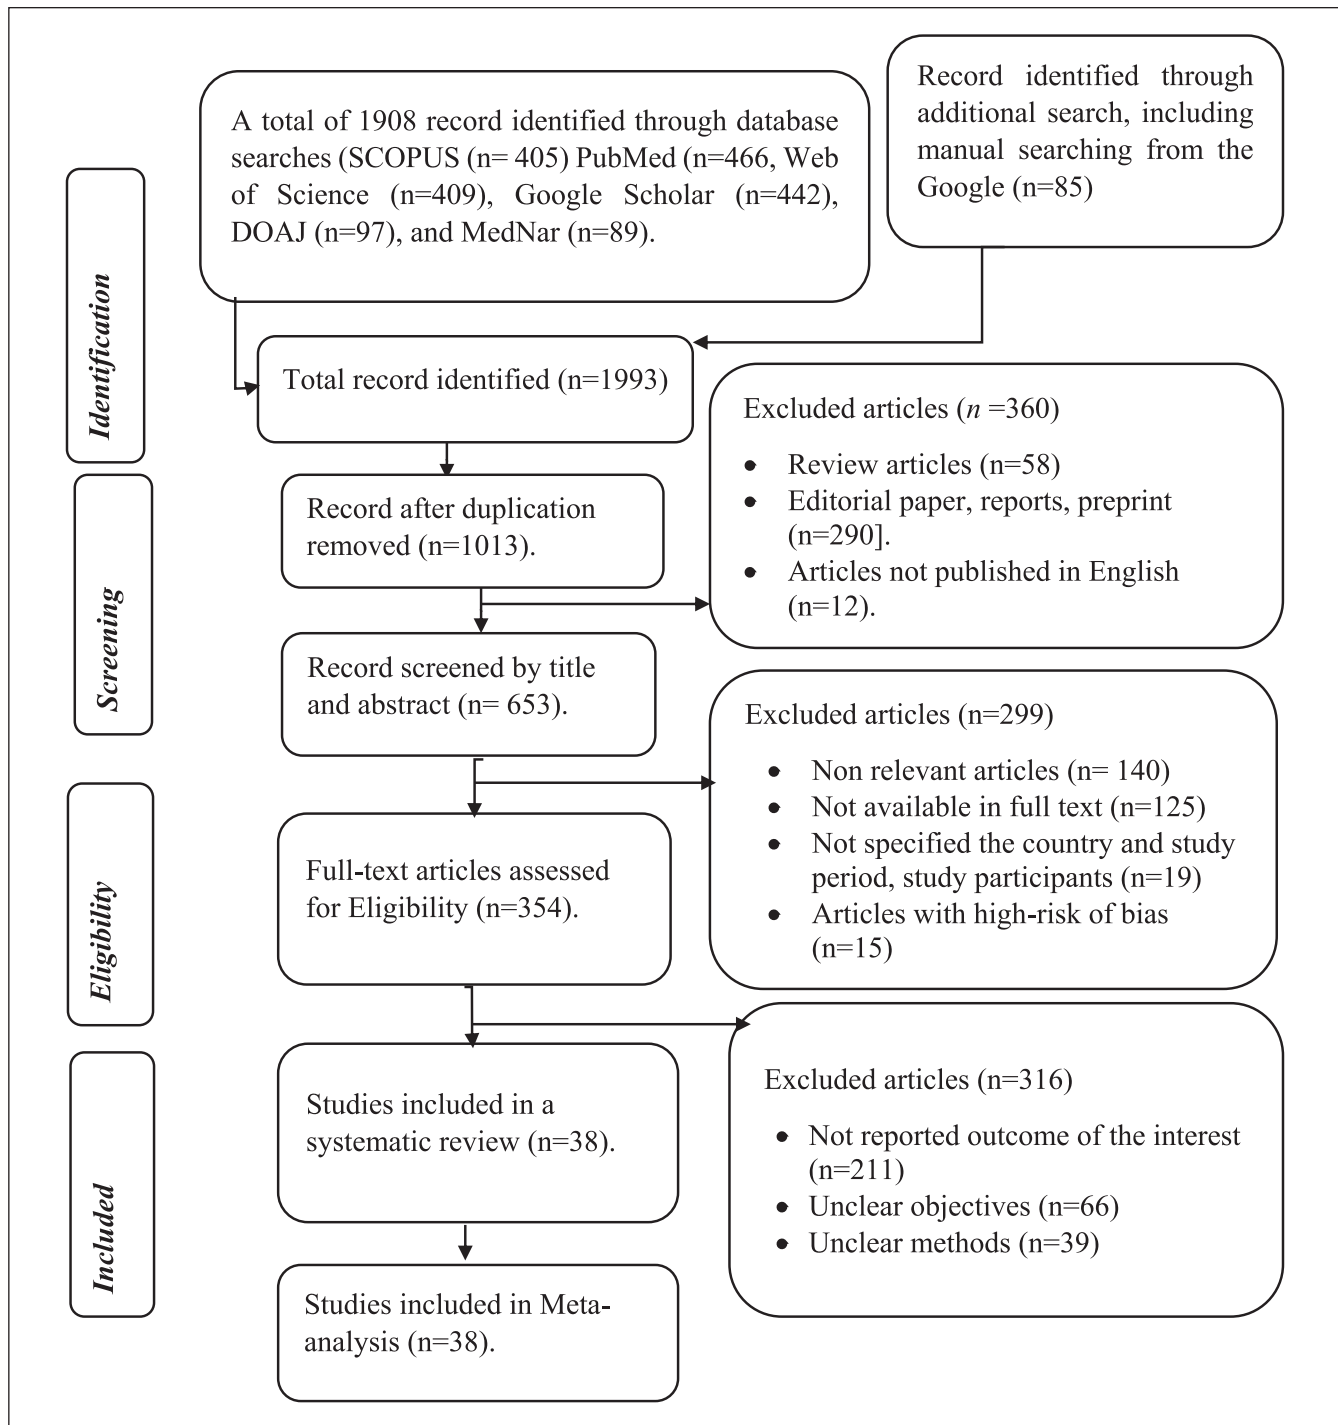 A total of 1908 record identified through database
searches (SCOPUS (n= 405) PubMed (n=466, Web
of Science (n=409), Google Scholar (n=442),
DOAJ (n=97), and MedNar (n=89).
Record identified through
additional search, including
manual searching from the
Google (n=85)
Identification
Total record identified (n=1993)
Excluded articles (n =360)
• Review articles (n=58)
• Editorial paper, reports, preprint
(n=290].
• Articles not published in English
(n=12).
Screening
Record after duplication
removed (n=1013).
Record screened by title
and abstract (n= 653).
Excluded articles (n=299)
• Non relevant articles (n= 140)
• Not available in full text (n=125)
• Not specified the country and study
period, study participants (n=19)
• Articles with high-risk of bias
(n=15)
Eligibility
Full-text articles assessed
for Eligibility (n=354).
Excluded articles (n=316)
• Not reported outcome of the interest
(n=211)
• Unclear objectives (n=66)
• Unclear methods (n=39)
Included
Studies included in a
systematic review (n=38).
Studies included in Meta-
analysis (n=38).